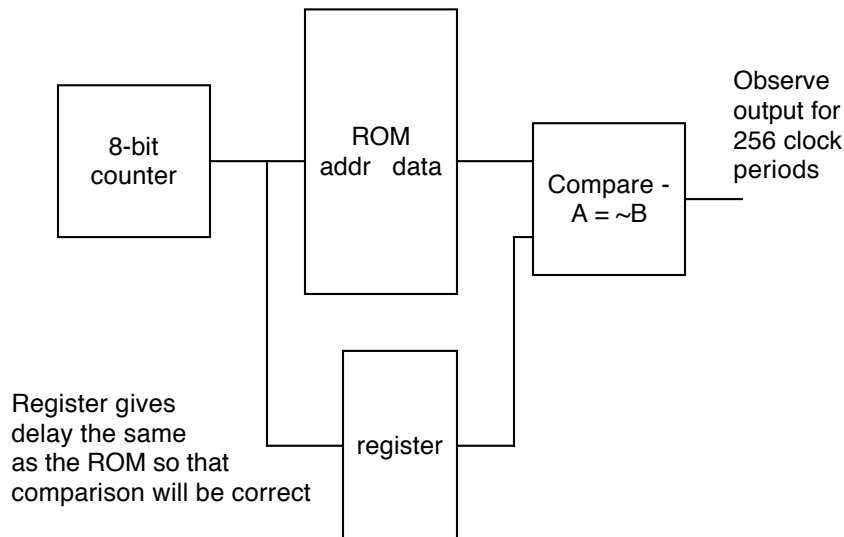 8-bit
counter
ROM
addr data
Compare -
A = ~B
Observe
output for
256 clock
periods
Register gives
delay the same
as the ROM so that
comparison will be correct
register